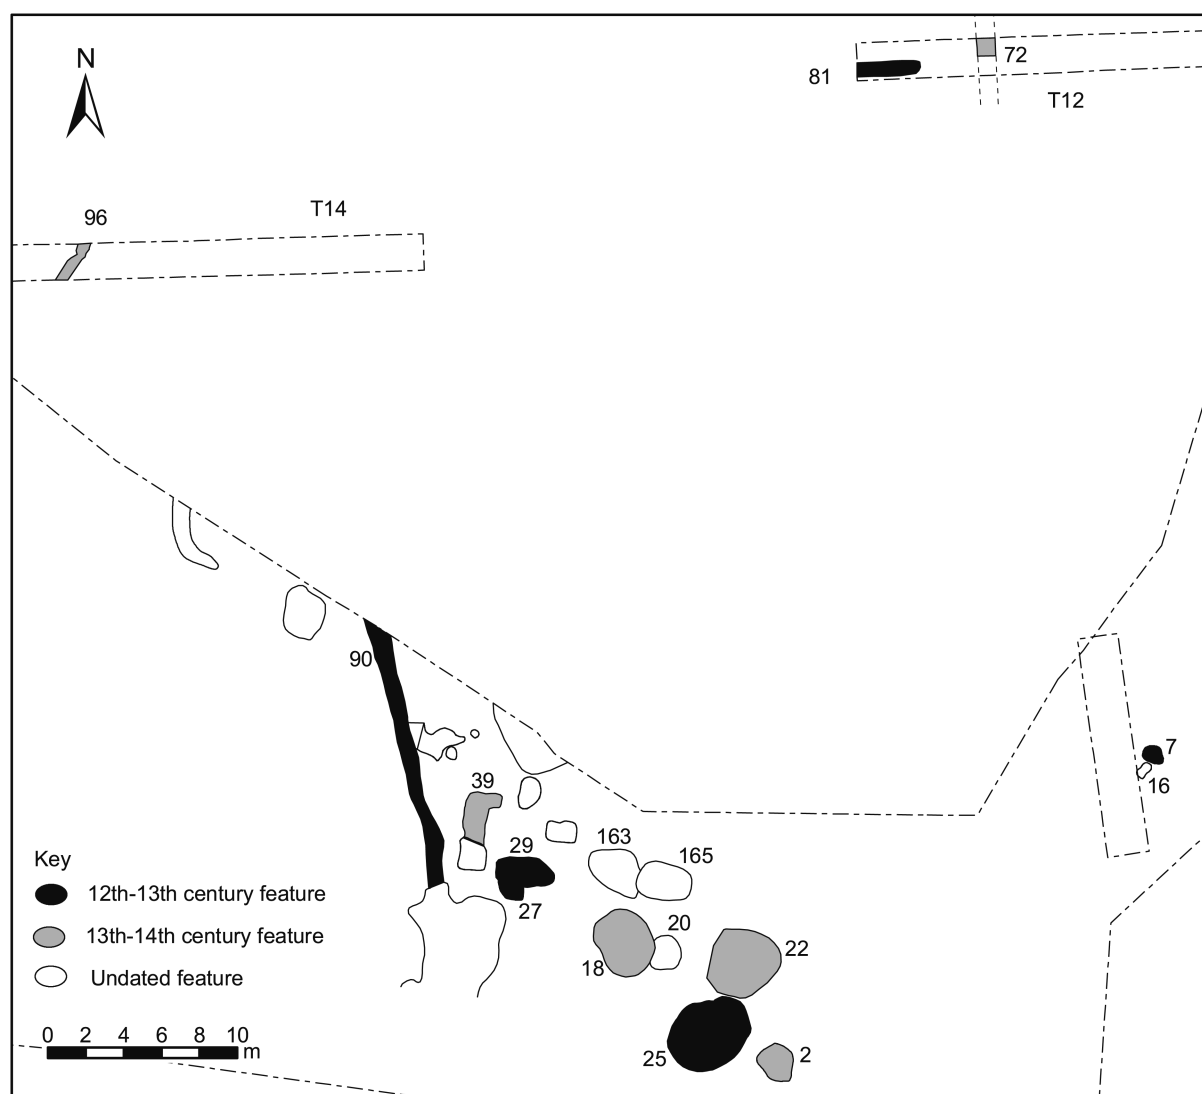 N
81
72
T12
96
T14
90
7
16
39
29
27
163
165
20
18
22
25
2
Key
12th-13th century feature
13th-14th century feature
Undated feature
0 2 4 6 8 10
m